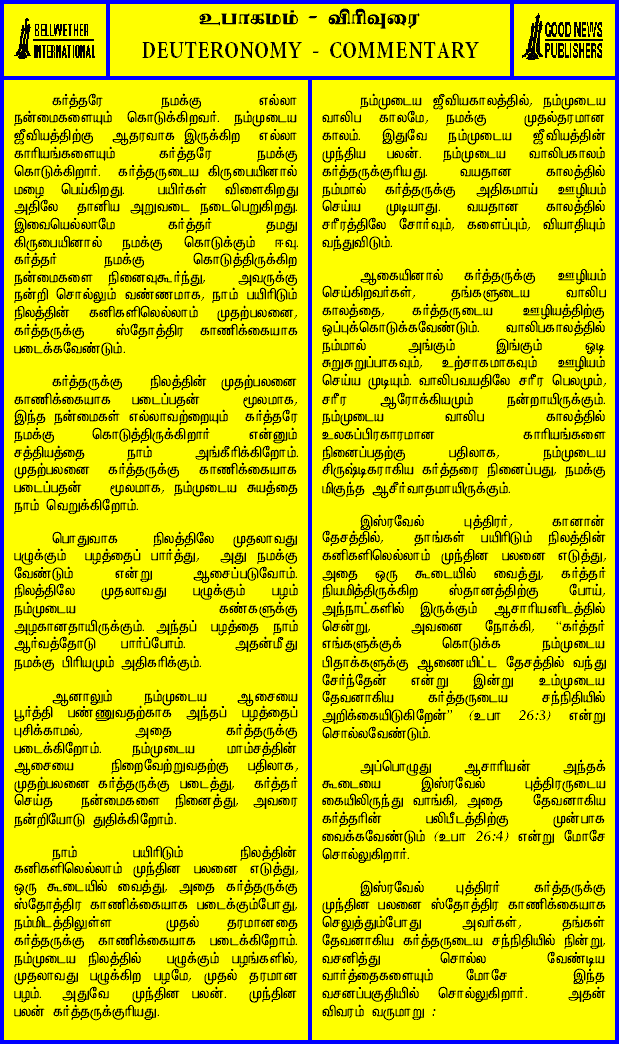 BELLWETHER
INTERNATIONAL
உபாகமம் - விரிவுரை
DEUTERONOMY - COMMENTARY
GOOD NEWS
PUBLISHERS
கர்த்தரே நமக்கு எல்லா
நன்மைகளையும் கொடுக்கிறவர். நம்முடைய
ஜீவியத்திற்கு ஆதரவாக இருக்கிற எல்லா
காரியங்களையும் கர்த்தரே நமக்கு
கொடுக்கிறார். கர்த்தருடைய கிருபையினால்
மழை பெய்கிறது. பயிர்கள் விளைகிறது
அதிலே தானிய அறுவடை நடைபெறுகிறது.
இவையெல்லாமே கர்த்தர் தமது
கிருபையினால் நமக்கு கொடுக்கும் ஈவு.
கர்த்தர் நமக்கு கொடுத்திருக்கிற
நன்மைகளை நினைவுகூர்ந்து, அவருக்கு
நன்றி சொல்லும் வண்ணமாக, நாம் பயிரிடும்
நிலத்தின் கனிகளிலெல்லாம் முதற்பலனை,
கர்த்தருக்கு ஸ்தோத்திர காணிக்கையாக
படைக்கவேண்டும்.
கர்த்தருக்கு நிலத்தின் முதற்பலனை
காணிக்கையாக படைப்பதன் மூலமாக,
இந்த நன்மைகள் எல்லாவற்றையும் கர்த்தரே
நமக்கு கொடுத்திருக்கிறார் என்னும்
சத்தியத்தை நாம் அங்கீரிக்கிறோம்.
முதற்பலனை கர்த்தருக்கு காணிக்கையாக
படைப்பதன் மூலமாக, நம்முடைய சுயத்தை
நாம் வெறுக்கிறோம்.
பொதுவாக நிலத்திலே முதலாவது
பழுக்கும் பழத்தைப் பார்த்து, அது நமக்கு
வேண்டும் என்று ஆசைப்படுவோம்.
நிலத்திலே முதலாவது பழுக்கும் பழம்
நம்முடைய கண்களுக்கு
அழகானதாயிருக்கும். அந்தப் பழத்தை நாம்
ஆர்வத்தோடு பார்ப்போம். அதன்மீது
நமக்கு பிரியமும் அதிகரிக்கும்.
ஆனாலும் நம்முடைய ஆசையை
பூர்த்தி பண்ணுவதற்காக அந்தப் பழத்தைப்
புசிக்காமல், அதை கர்த்தருக்கு
படைக்கிறோம். நம்முடைய மாம்சத்தின்
ஆசையை நிறைவேற்றுவதற்கு பதிலாக,
முதற்பலனை கர்த்தருக்கு படைத்து, கர்த்தர்
செய்த நன்மைகளை நினைத்து, அவரை
நன்றியோடு துதிக்கிறோம்.
நாம் பயிரிடும் நிலத்தின்
கனிகளிலெல்லாம் முந்தின பலனை எடுத்து,
ஒரு கூடையில் வைத்து, அதை கர்த்தருக்கு
ஸ்தோத்திர காணிக்கையாக படைக்கும்போது,
நம்மிடத்திலுள்ள முதல் தரமானதை
கர்த்தருக்கு காணிக்கையாக படைக்கிறோம்.
நம்முடைய நிலத்தில் பழுக்கும் பழங்களில்,
முதலாவது பழுக்கிற பழமே, முதல் தரமான
பழம். அதுவே முந்தின பலன். முந்தின
பலன் கர்த்தருக்குரியது.
நம்முடைய ஜீவியகாலத்தில், நம்முடைய
வாலிப காலமே, நமக்கு முதல்தரமான
காலம். இதுவே நம்முடைய ஜீவியத்தின்
முந்திய பலன். நம்முடைய வாலிபகாலம்
கர்த்தருக்குரியது. வயதான காலத்தில்
நம்மால் கர்த்தருக்கு அதிகமாய் ஊழியம்
செய்ய முடியாது. வயதான காலத்தில்
சரீரத்திலே சோர்வும், களைப்பும், வியாதியும்
வந்துவிடும்.
ஆகையினால் கர்த்தருக்கு ஊழியம்
செய்கிறவர்கள், தங்களுடைய வாலிப
காலத்தை, கர்த்தருடைய ஊழியத்திற்கு
ஒப்புக்கொடுக்கவேண்டும். வாலிபகாலத்தில்
நம்மால் அங்கும் இங்கும் ஒடி
சுறுசுறுப்பாகவும், உற்சாகமாகவும் ஊழியம்
செய்ய முடியும். வாலிபவயதிலே சரீர பெலமும்,
சரீர ஆரோக்கியமும் நன்றாயிருக்கும்.
நம்முடைய வாலிப காலத்தில்
உலகப்பிரகாரமான காரியங்களை
நினைப்பதற்கு பதிலாக, நம்முடைய
சிருஷ்டிகராகிய கர்த்தரை நினைப்பது, நமக்கு
மிகுந்த ஆசீர்வாதமாயிருக்கும்.
இஸ்ரவேல் புத்திரர், கானான்
தேசத்தில், தாங்கள் பயிரிடும் நிலத்தின்
கனிகளிலெல்லாம் முந்தின பலனை எடுத்து,
அதை ஒரு கூடையில் வைத்து, கர்த்தர்
நியமித்திருக்கிற ஸ்தானத்திற்கு போய்,
அந்நாட்களில் இருக்கும் ஆசாரியனிடத்தில்
சென்று, அவனை நோக்கி, "கர்த்தர்
எங்களுக்குக் கொடுக்க நம்முடைய
பிதாக்களுக்கு ஆணையிட்ட தேசத்தில் வந்து
சேர்ந்தேன் என்று இன்று உம்முடைய
தேவனாகிய கர்த்தருடைய சந்நிதியில்
அறிக்கையிடுகிறேன்" (உபா 26:3) என்று
சொல்லவேண்டும்.
அப்பொழுது ஆசாரியன் அந்தக்
கூடையை இஸ்ரவேல் புத்திரருடைய
கையிலிருந்து வாங்கி, அதை தேவனாகிய
கர்த்தரின் பலிபீடத்திற்கு முன்பாக
வைக்கவேண்டும் (உபா 26:4) என்று மோசே
சொல்லுகிறார்.
இஸ்ரவேல் புத்திரர் கர்த்தருக்கு
முந்தின பலனை ஸ்தோத்திர காணிக்கையாக
செலுத்தும்போது அவர்கள், தங்கள்
தேவனாகிய கர்த்தருடைய சந்நிதியில் நின்று,
வசனித்து சொல்ல வேண்டிய
வார்த்தைகளையும் மோசே இந்த
வசனப்பகுதியில் சொல்லுகிறார். அதன்
விவரம் வருமாறு :